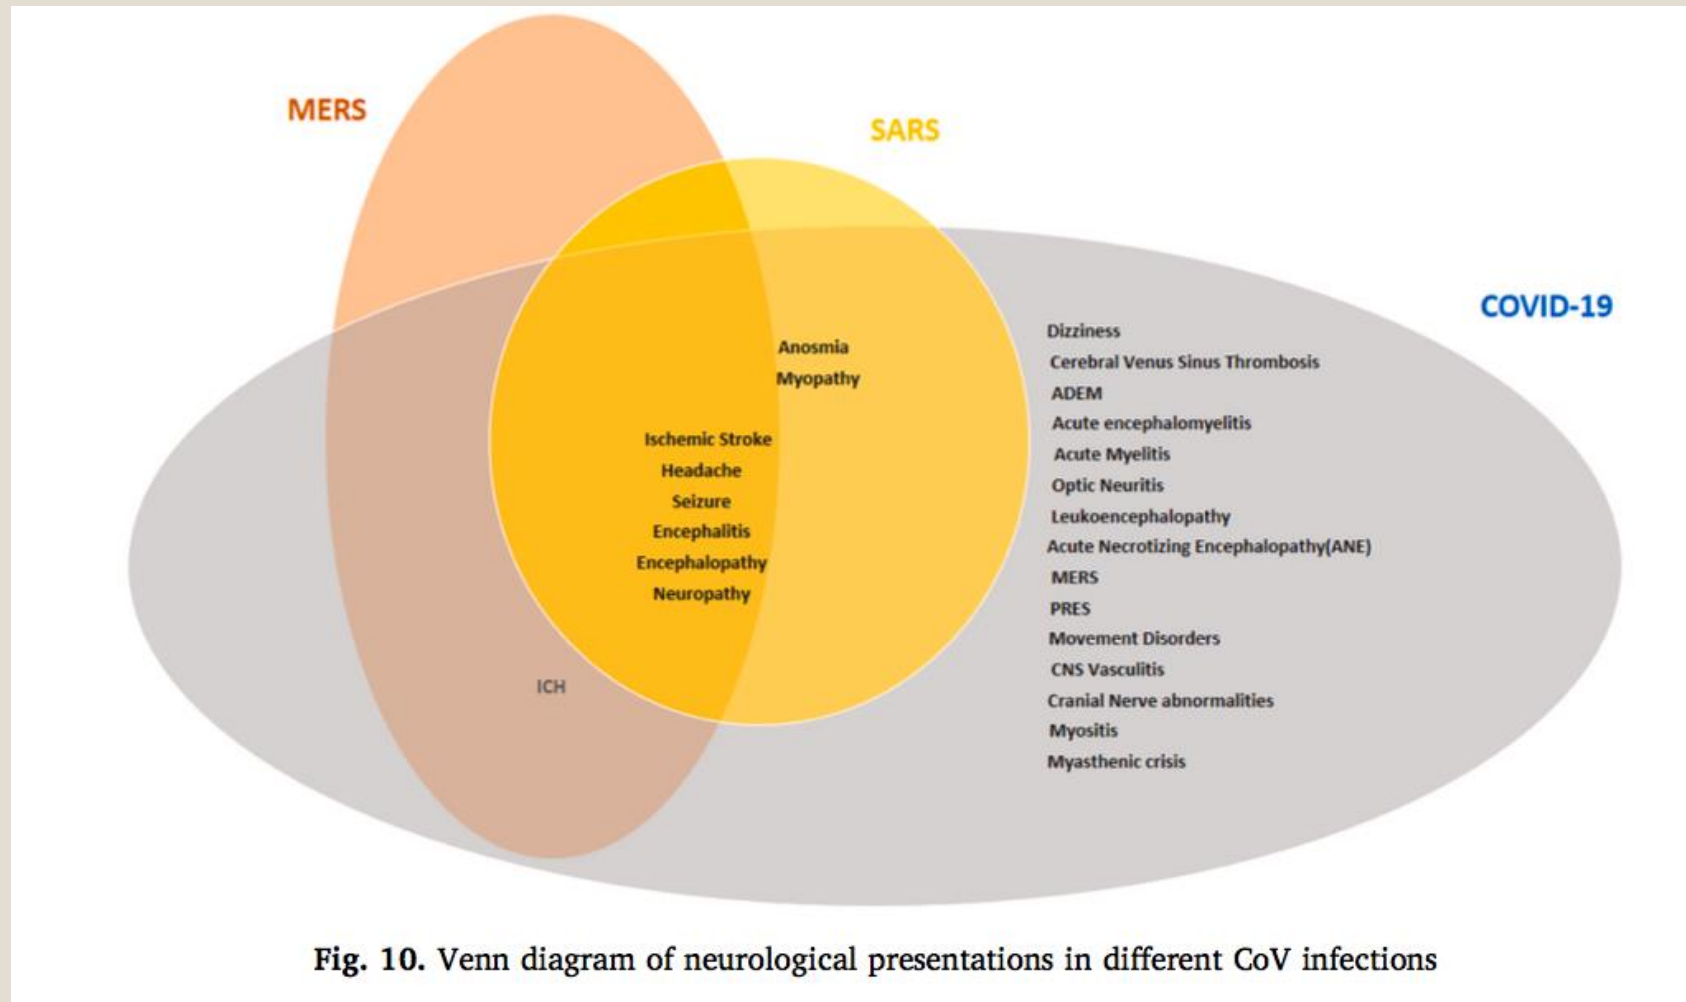 MERS
SARS
COVID-19
Anosmia
Myopathy
Ischemic Stroke
Headache
Seizure
Encephalitis
Encephalopathy
Neuropathy
ICH
Dizziness
Cerebral Venus Sinus Thrombosis
ADEM
Acute encephalomyelitis
Acute Myelitis
Optic Neuritis
Leukoencephalopathy
Acute Necrotizing Encephalopathy(ANE)
MERS
PRES
Movement Disorders
CNS Vasculitis
Cranial Nerve abnormalities
Myositis
Myasthenic crisis
Fig. 10. Venn diagram of neurological presentations in different CoV infections